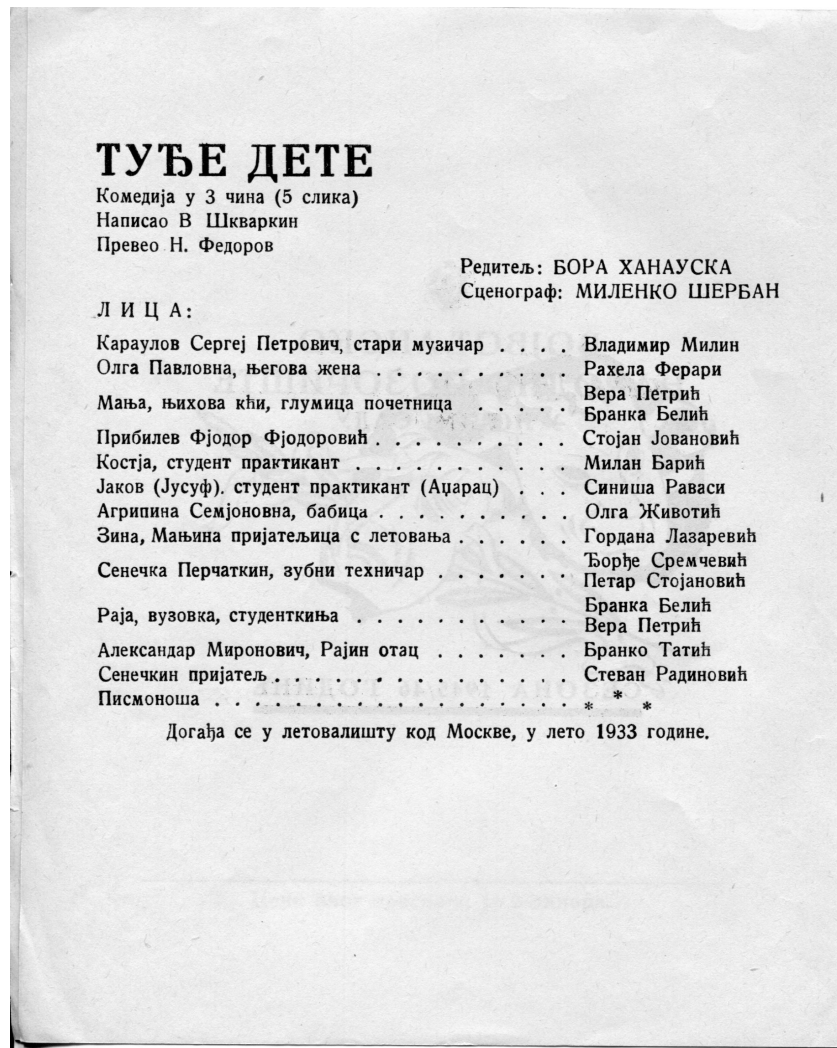 ТУЂЕ ДЕТЕ
Комедија у 3 чина (5 слика)
Написао В Шкваркин
Превео Н. Федоров
Редитељ: БОРА ХАНАУСКА
Сценограф: МИЛЕНКО ШЕРБАН
ЛИЦА:
Караулов Сергеј Петрович, стари музичар . . . . Владимир Милин
Олга Павловна, његова жена . . . . . . . . . . Рахела Ферари
Мања, њихова кћи, глумица почетница . . . . . Вера Петрић
Бранка Белић
Прибилев Фјодор Фјодоровић . . . . . . . . . . Стојан Јовановић
Костја, студент практикант . . . . . . . . . . . Милан Барић
Јаков (Јусуф). студент практикант (Аџарац) . . . Синиша Раваси
Агрипина Семјоновна, бабица . . . . . . . . . . Олга Животић
Зина, Мањина пријатељица с летовања . . . . . . Гордана Лазаревић
Сенечка Перчаткин, зубни техничар . . . . . . . Ђорђе Сремчевић
Петар Стојановић
Раја, вузовка, студенткиња . . . . . . . . . . . Бранка Белић
Вера Петрић
Александар Миронович, Рајин отац . . . . . . . Бранко Татић
Сенечкин пријатељ . . . . . . . . . . . . . . . Стеван Радиновић
Писмоноша . . . . . . . . . . . . . . . . . . * * *
Догађа се у летовалишту код Москве, у лето 1933 године.